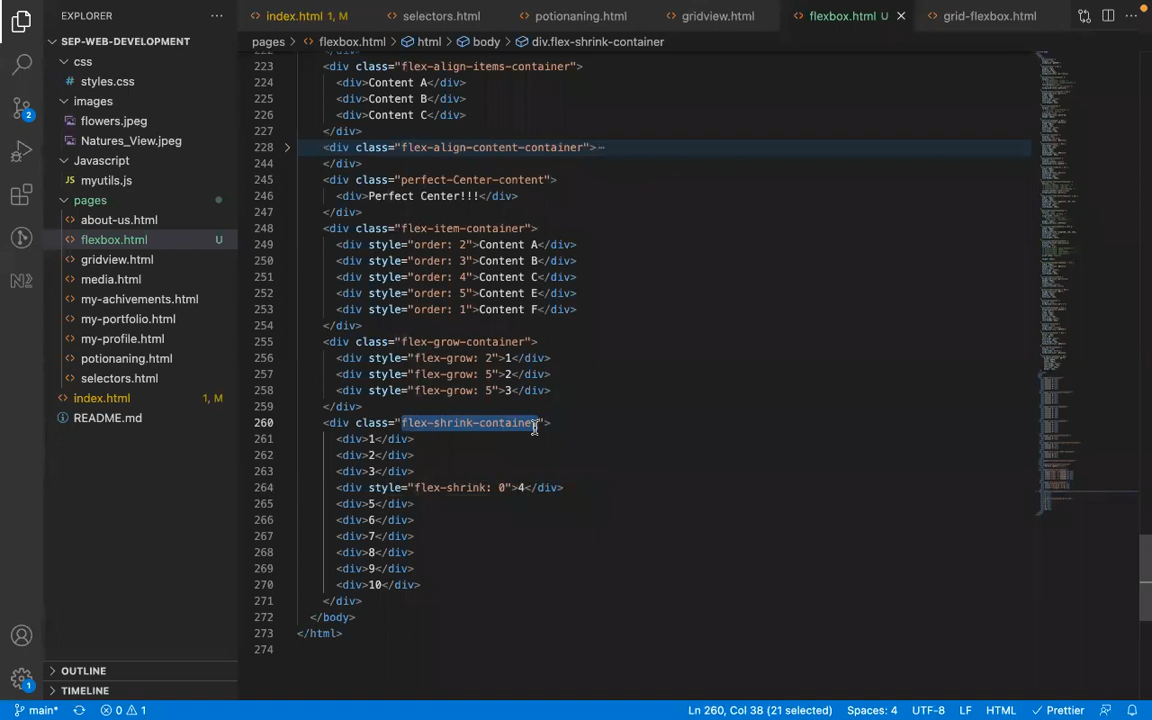 EXPLORER
index.html 1, M
selectors.html
potionaning.html
gridview.html
flexbox.html U
grid-flexbox.html
SEP-WEB-DEVELOPMENT
css
styles.css
images
flowers.jpeg
Natures_View.jpeg
Javascript
myutils.js
pages
about-us.html
flexbox.html U
gridview.html
media.html
my-achivements.html
my-portfolio.html
my-profile.html
potionaning.html
selectors.html
index.html 1, M
README.md
OUTLINE
TIMELINE
pages > flexbox.html > html > body > div.flex-shrink-container
223 <div class="flex-align-items-container">
224 <div>Content A</div>
225 <div>Content B</div>
226 <div>Content C</div>
227 </div>
228 <div class="flex-align-content-container">
244 </div>
245 <div class="perfect-Center-content">
246 <div>Perfect Center!!!</div>
247 </div>
248 <div class="flex-item-container">
249 <div style="order: 2">Content A</div>
250 <div style="order: 3">Content B</div>
251 <div style="order: 4">Content C</div>
252 <div style="order: 5">Content E</div>
253 <div style="order: 1">Content F</div>
254 </div>
255 <div class="flex-grow-container">
256 <div style="flex-grow: 2">1</div>
257 <div style="flex-grow: 5">2</div>
258 <div style="flex-grow: 5">3</div>
259 </div>
260 <div class="flex-shrink-container">
261 <div>1</div>
262 <div>2</div>
263 <div>3</div>
264 <div style="flex-shrink: 0">4</div>
265 <div>5</div>
266 <div>6</div>
267 <div>7</div>
268 <div>8</div>
269 <div>9</div>
270 <div>10</div>
271 </div>
272 </body>
273 </html>
274
2
1
main* 0 1
Ln 260, Col 38 (21 selected) Spaces: 4 UTF-8 LF HTML Prettier